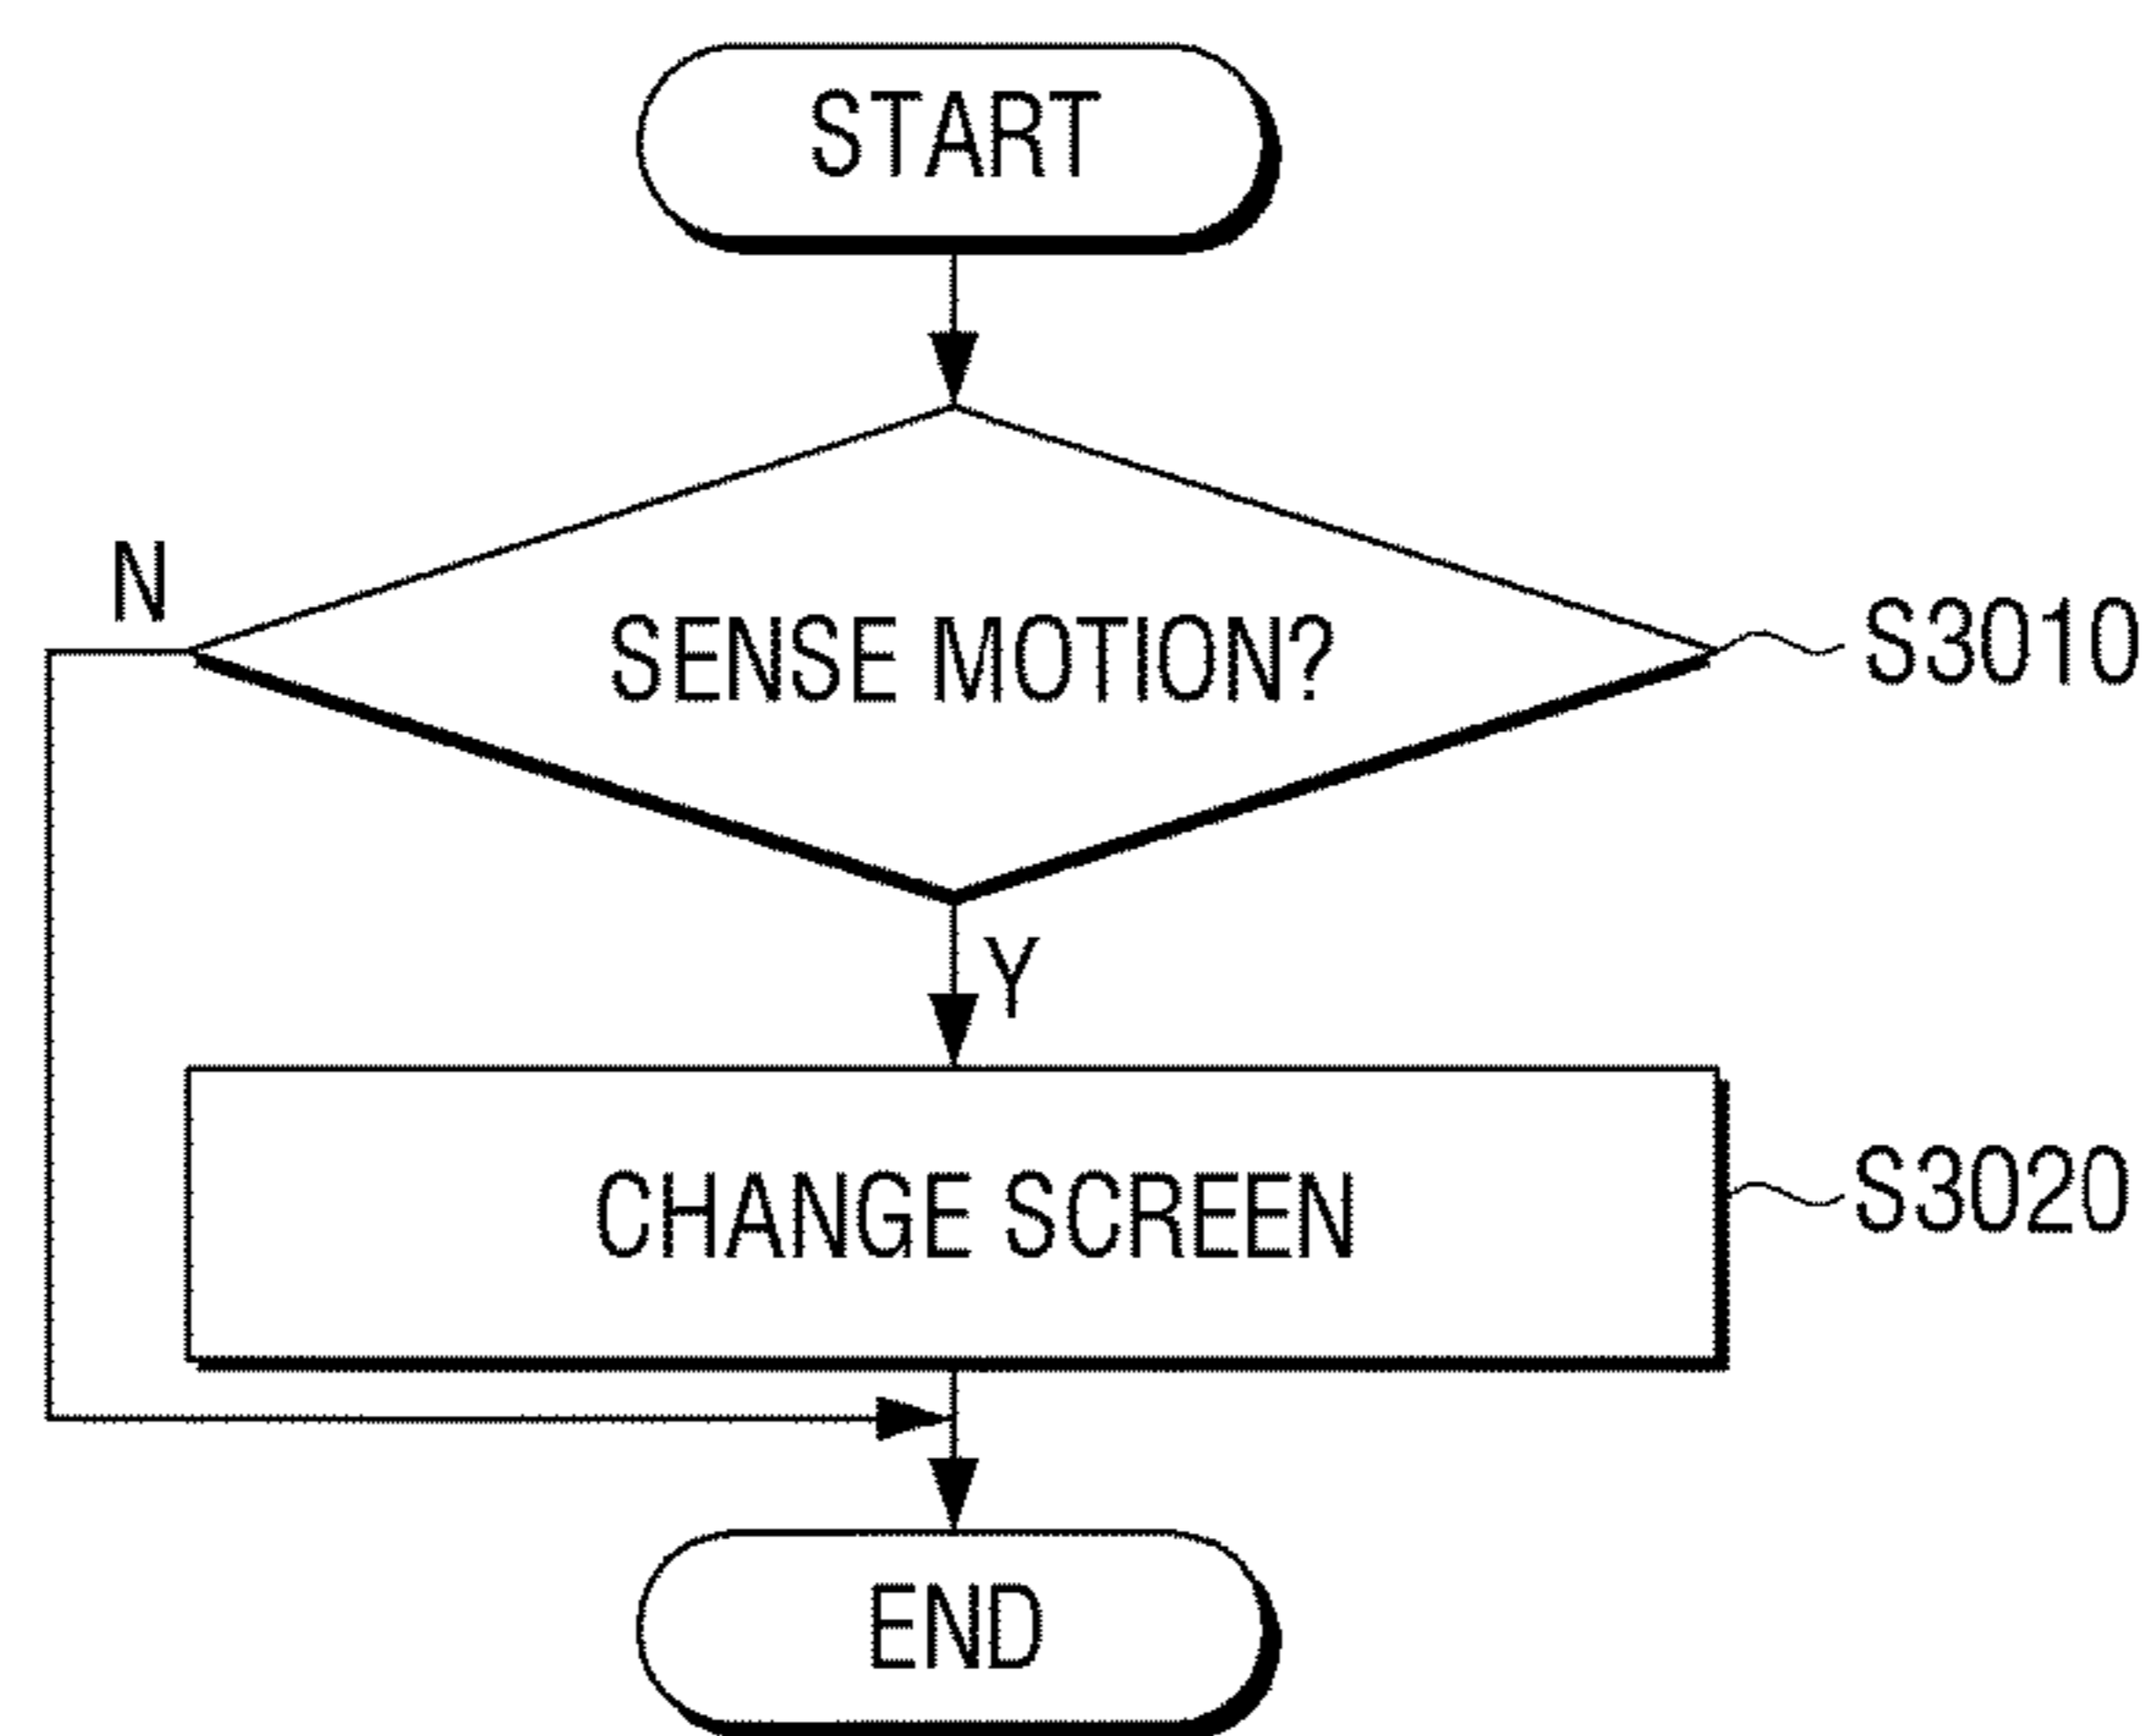 START
N
SENSE MOTION?
S3010
Y
CHANGE SCREEN
S3020
END